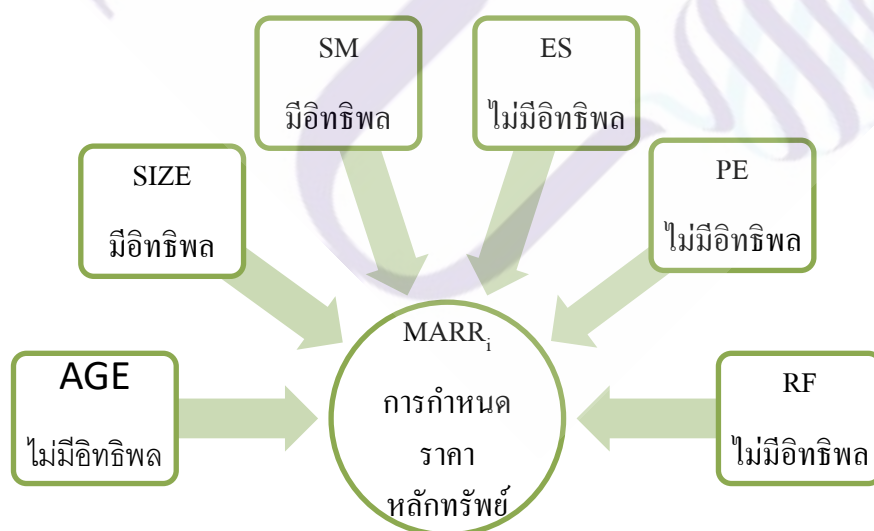 SM
มีอิทธิพล
ES
ไม่มีอิทธิพล
SIZE
มีอิทธิพล
PE
ไม่มีอิทธิพล
AGE
ไม่มีอิทธิพล
MARRi
การกำหนด
ราคา
หลักทรัพย์
RF
ไม่มีอิทธิพล